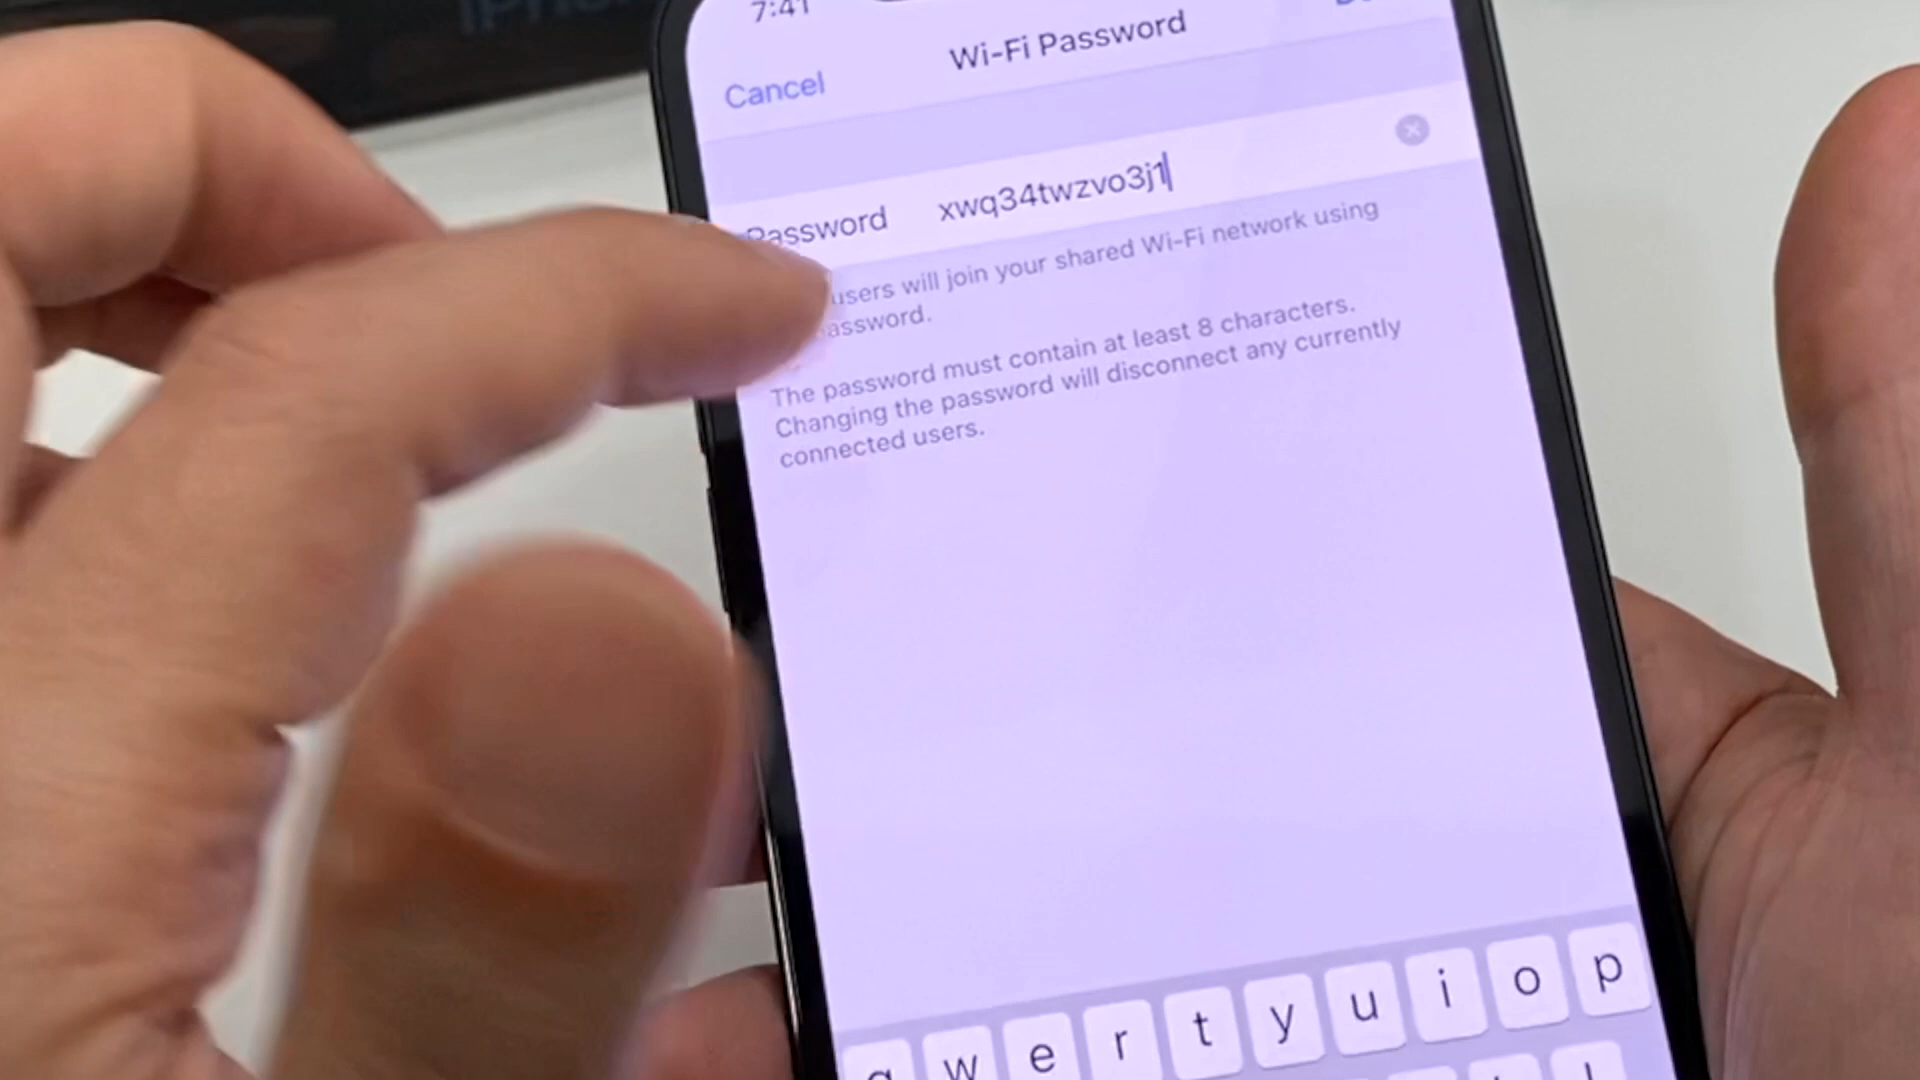 7:41
Cancel
Wi-Fi Password
Password xwq34twzvo3j1
users will join your shared Wi-Fi network using
assword.
The password must contain at least 8 characters.
Changing the password will disconnect any currently
connected users.
q w e r t y u i o p